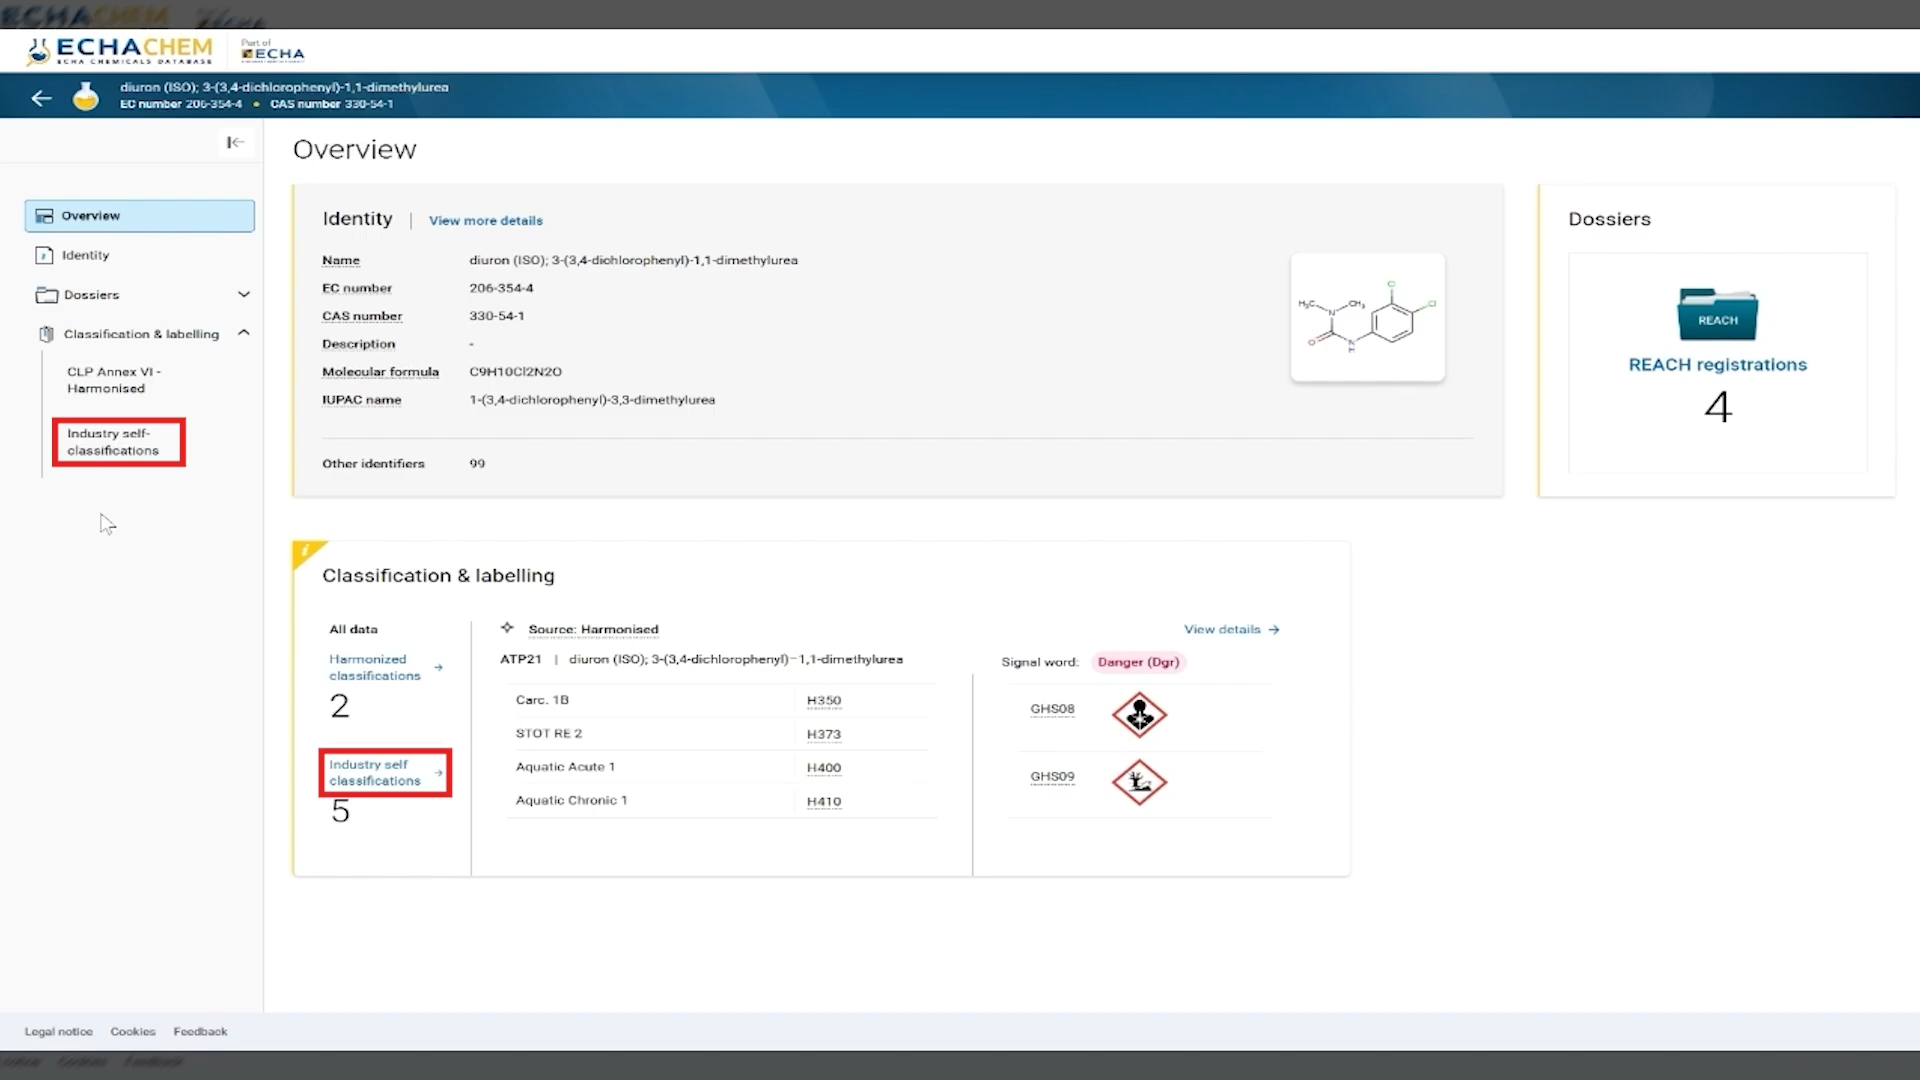 ECHACHEM
ECHA CHEMICALS DATABASE
Part of
ECHA
diuron (ISO); 3-(3,4-dichlorophenyl)-1,1-dimethylurea
EC number 206-354-4 • CAS number 330-54-1
Overview
Identity
Dossiers
Classification & labelling
CLP Annex VI -
Harmonised
Industry self-
classifications
Overview
Identity | View more details
Name diuron (ISO); 3-(3,4-dichlorophenyl)-1,1-dimethylurea
EC number 206-354-4
CAS number 330-54-1
Description -
Molecular formula C9H10Cl2N2O
IUPAC name 1-(3,4-dichlorophenyl)-3,3-dimethylurea
Other identifiers 99
H₃C
CH₃
N
O
N
H
Cl
Cl
Dossiers
REACH
REACH registrations
4
Classification & labelling
All data
Harmonized
classifications
2
Industry self
classifications
5
Source: Harmonised
View details
ATP21 | diuron (ISO); 3-(3,4-dichlorophenyl)-1,1-dimethylurea
Carc. 1B H350
STOT RE 2 H373
Aquatic Acute 1 H400
Aquatic Chronic 1 H410
Signal word: Danger (Dgr)
GHS08
GHS09
Legal notice Cookies Feedback